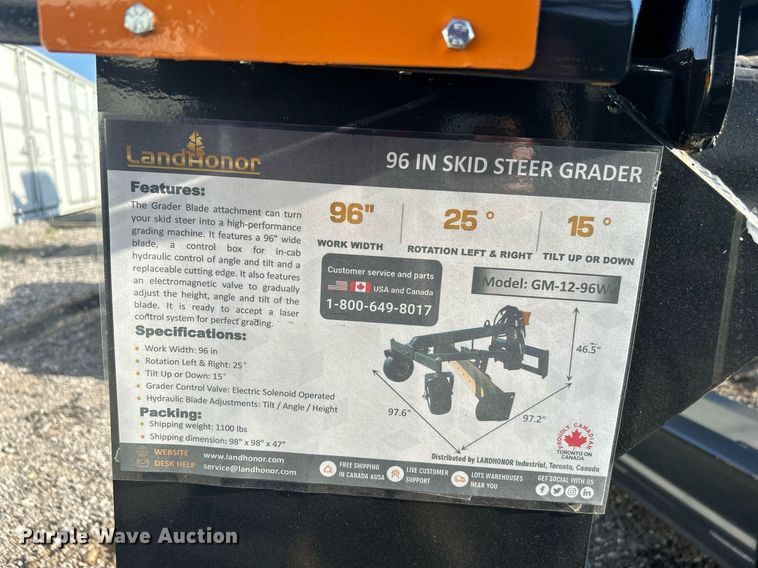 LandHonor
96 IN SKID STEER GRADER
Features:
The Grader Blade attachment can turn
your skid steer into a high-performance
grading machine. It features a 96" wide
blade, a control box for in-cab
hydraulic control of angle and tilt and a
replaceable cutting edge. It also features
an electromagnetic valve to gradually
adjust the height, angle and tilt of the
blade. It is ready to accept a laser
control system for perfect grading.
96"
WORK WIDTH
25 °
ROTATION LEFT & RIGHT
15 °
TILT UP OR DOWN
Customer service and parts
USA and Canada
1-800-649-8017
Model: GM-12-96W
46.5"
97.6"
97.2"
Specifications:
• Work Width: 96 in
• Rotation Left & Right: 25°
• Tilt Up or Down: 15°
• Grader Control Valve: Electric Solenoid Operated
• Hydraulic Blade Adjustments: Tilt / Angle / Height
Packing:
• Shipping weight: 1100 lbs
• Shipping dimension: 98" x 98" x 47"
PROUDLY CANADIAN
TORONTO ON
CANADA
Distributed by LANDHONOR Industrial, Toronto, Canada
WEBSITE www.landhonor.com
DESK HELP service@landhonor.com
FREE SHIPPING
IN CANADA &USA
LIVE CUSTOMER
SUPPORT
LOTS WAREHOUSES
NEAR YOU
GET SOCIAL WITH US
Purple Wave Auction